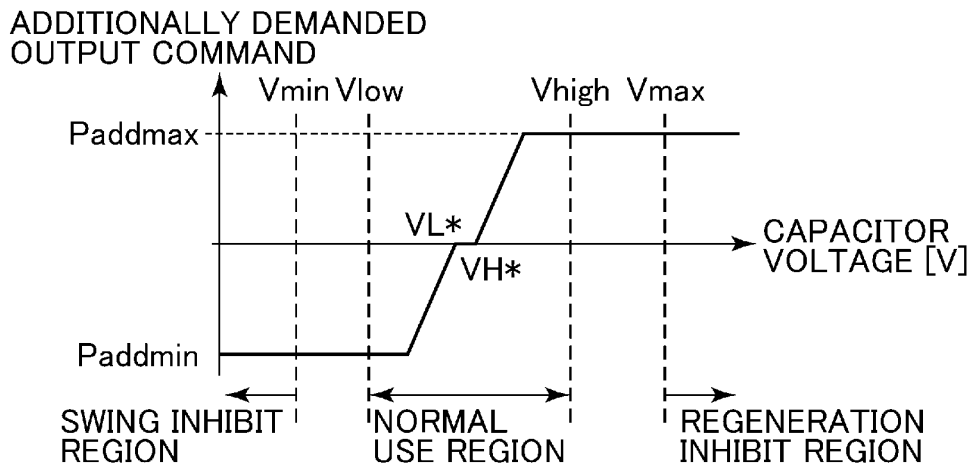 ADDITIONALLY DEMANDED
OUTPUT COMMAND
Vmin Vlow Vhigh Vmax
Paddmax
VL*
CAPACITOR
VOLTAGE [V]
VH*
Paddmin
SWING INHIBIT
REGION
NORMAL
USE REGION
REGENERATION
INHIBIT REGION